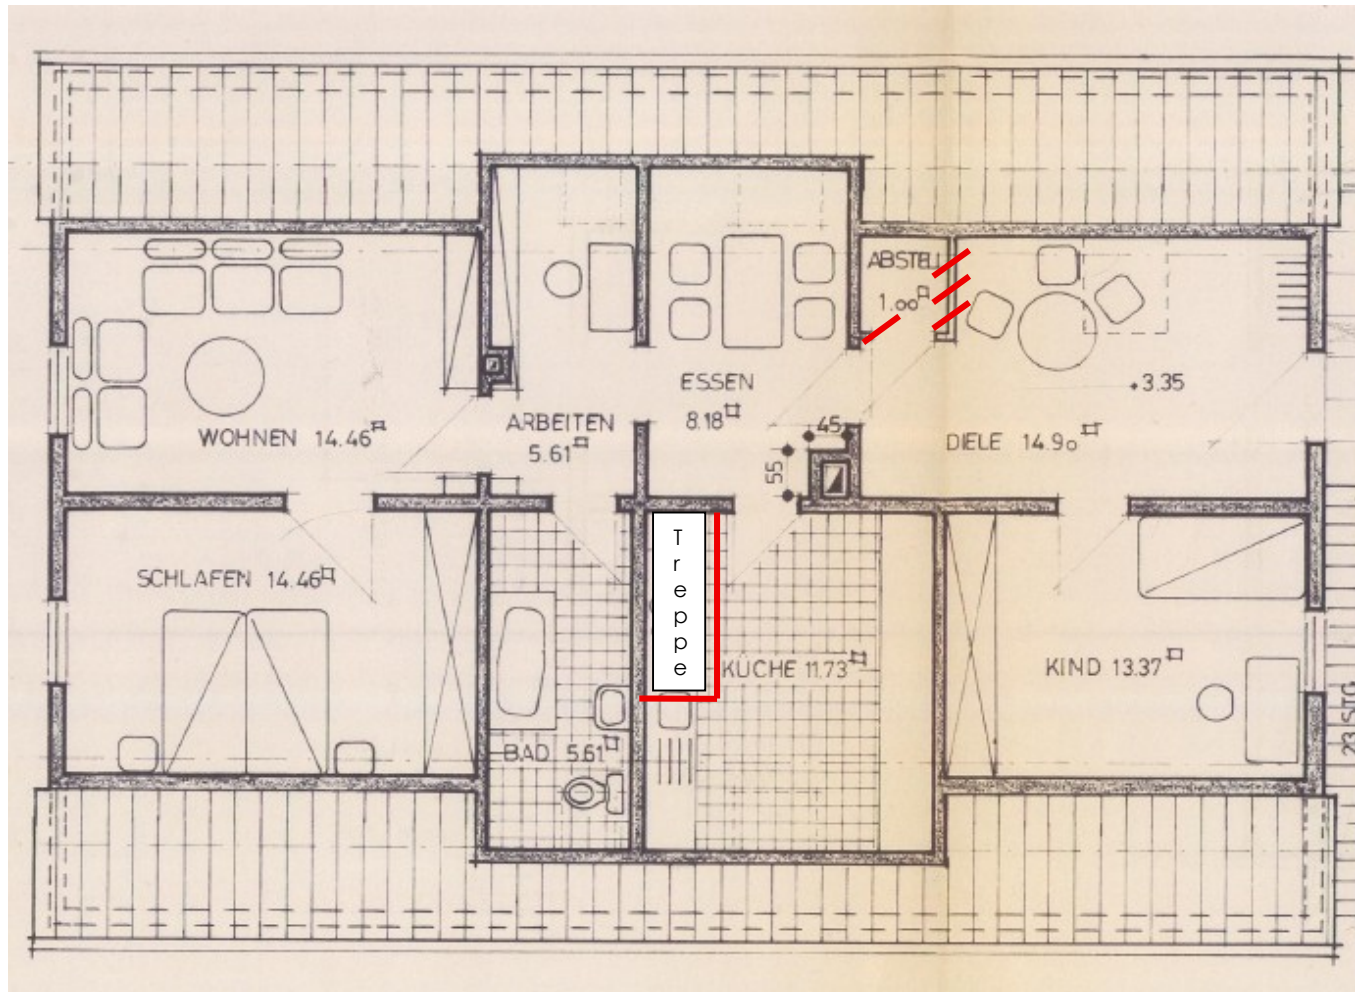 ABSTELL
1.00
ESSEN
8.18
3.35
WOHNEN 14.46
ARBEITEN
5.61
45
DIELE 14.90
55
Treppe
SCHLAFEN 14.46
KÜCHE 11.73
KIND 13.37
BAD 5.61
23 STG